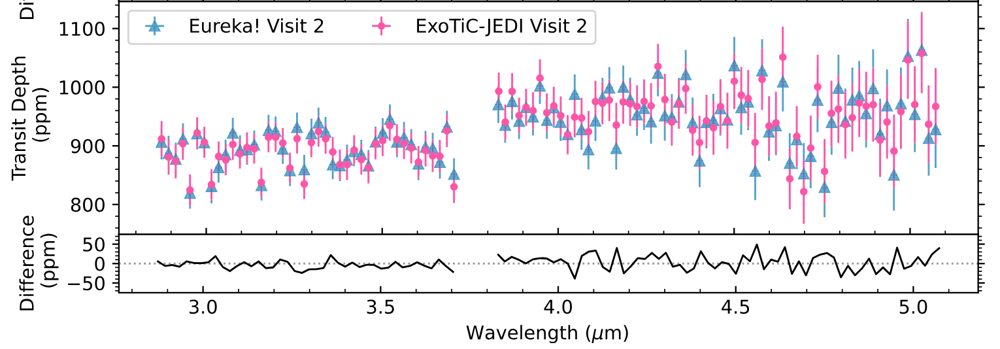 Di
1100
1000
900
800
Transit Depth
(ppm)
Eureka! Visit 2
ExoTiC-JEDI Visit 2
50
0
−50
Difference
(ppm)
3.0 3.5 4.0 4.5 5.0
Wavelength (μm)